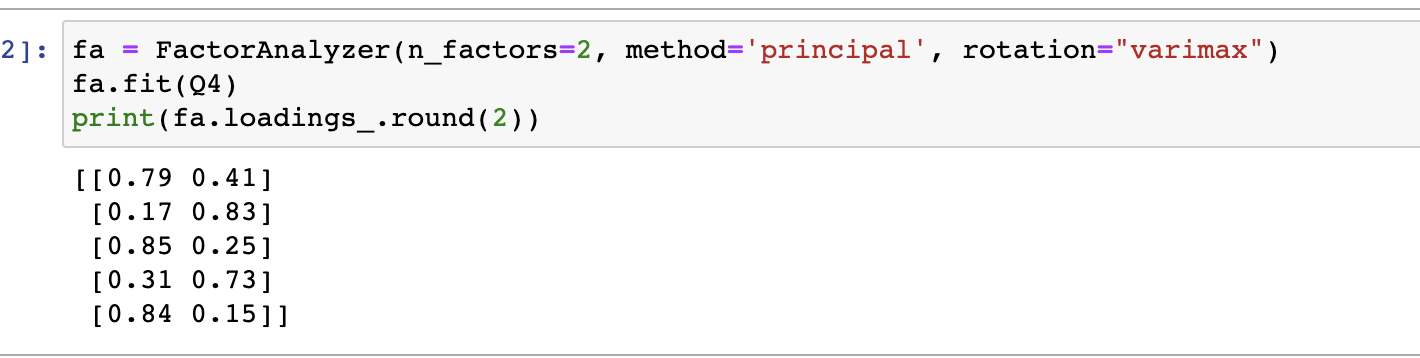 2]: fa = FactorAnalyzer(n_factors=2, method='principal', rotation="varimax")
fa.fit(Q4)
print(fa.loadings_.round(2))
[[0.79 0.41]
 [0.17 0.83]
 [0.85 0.25]
 [0.31 0.73]
 [0.84 0.15]]